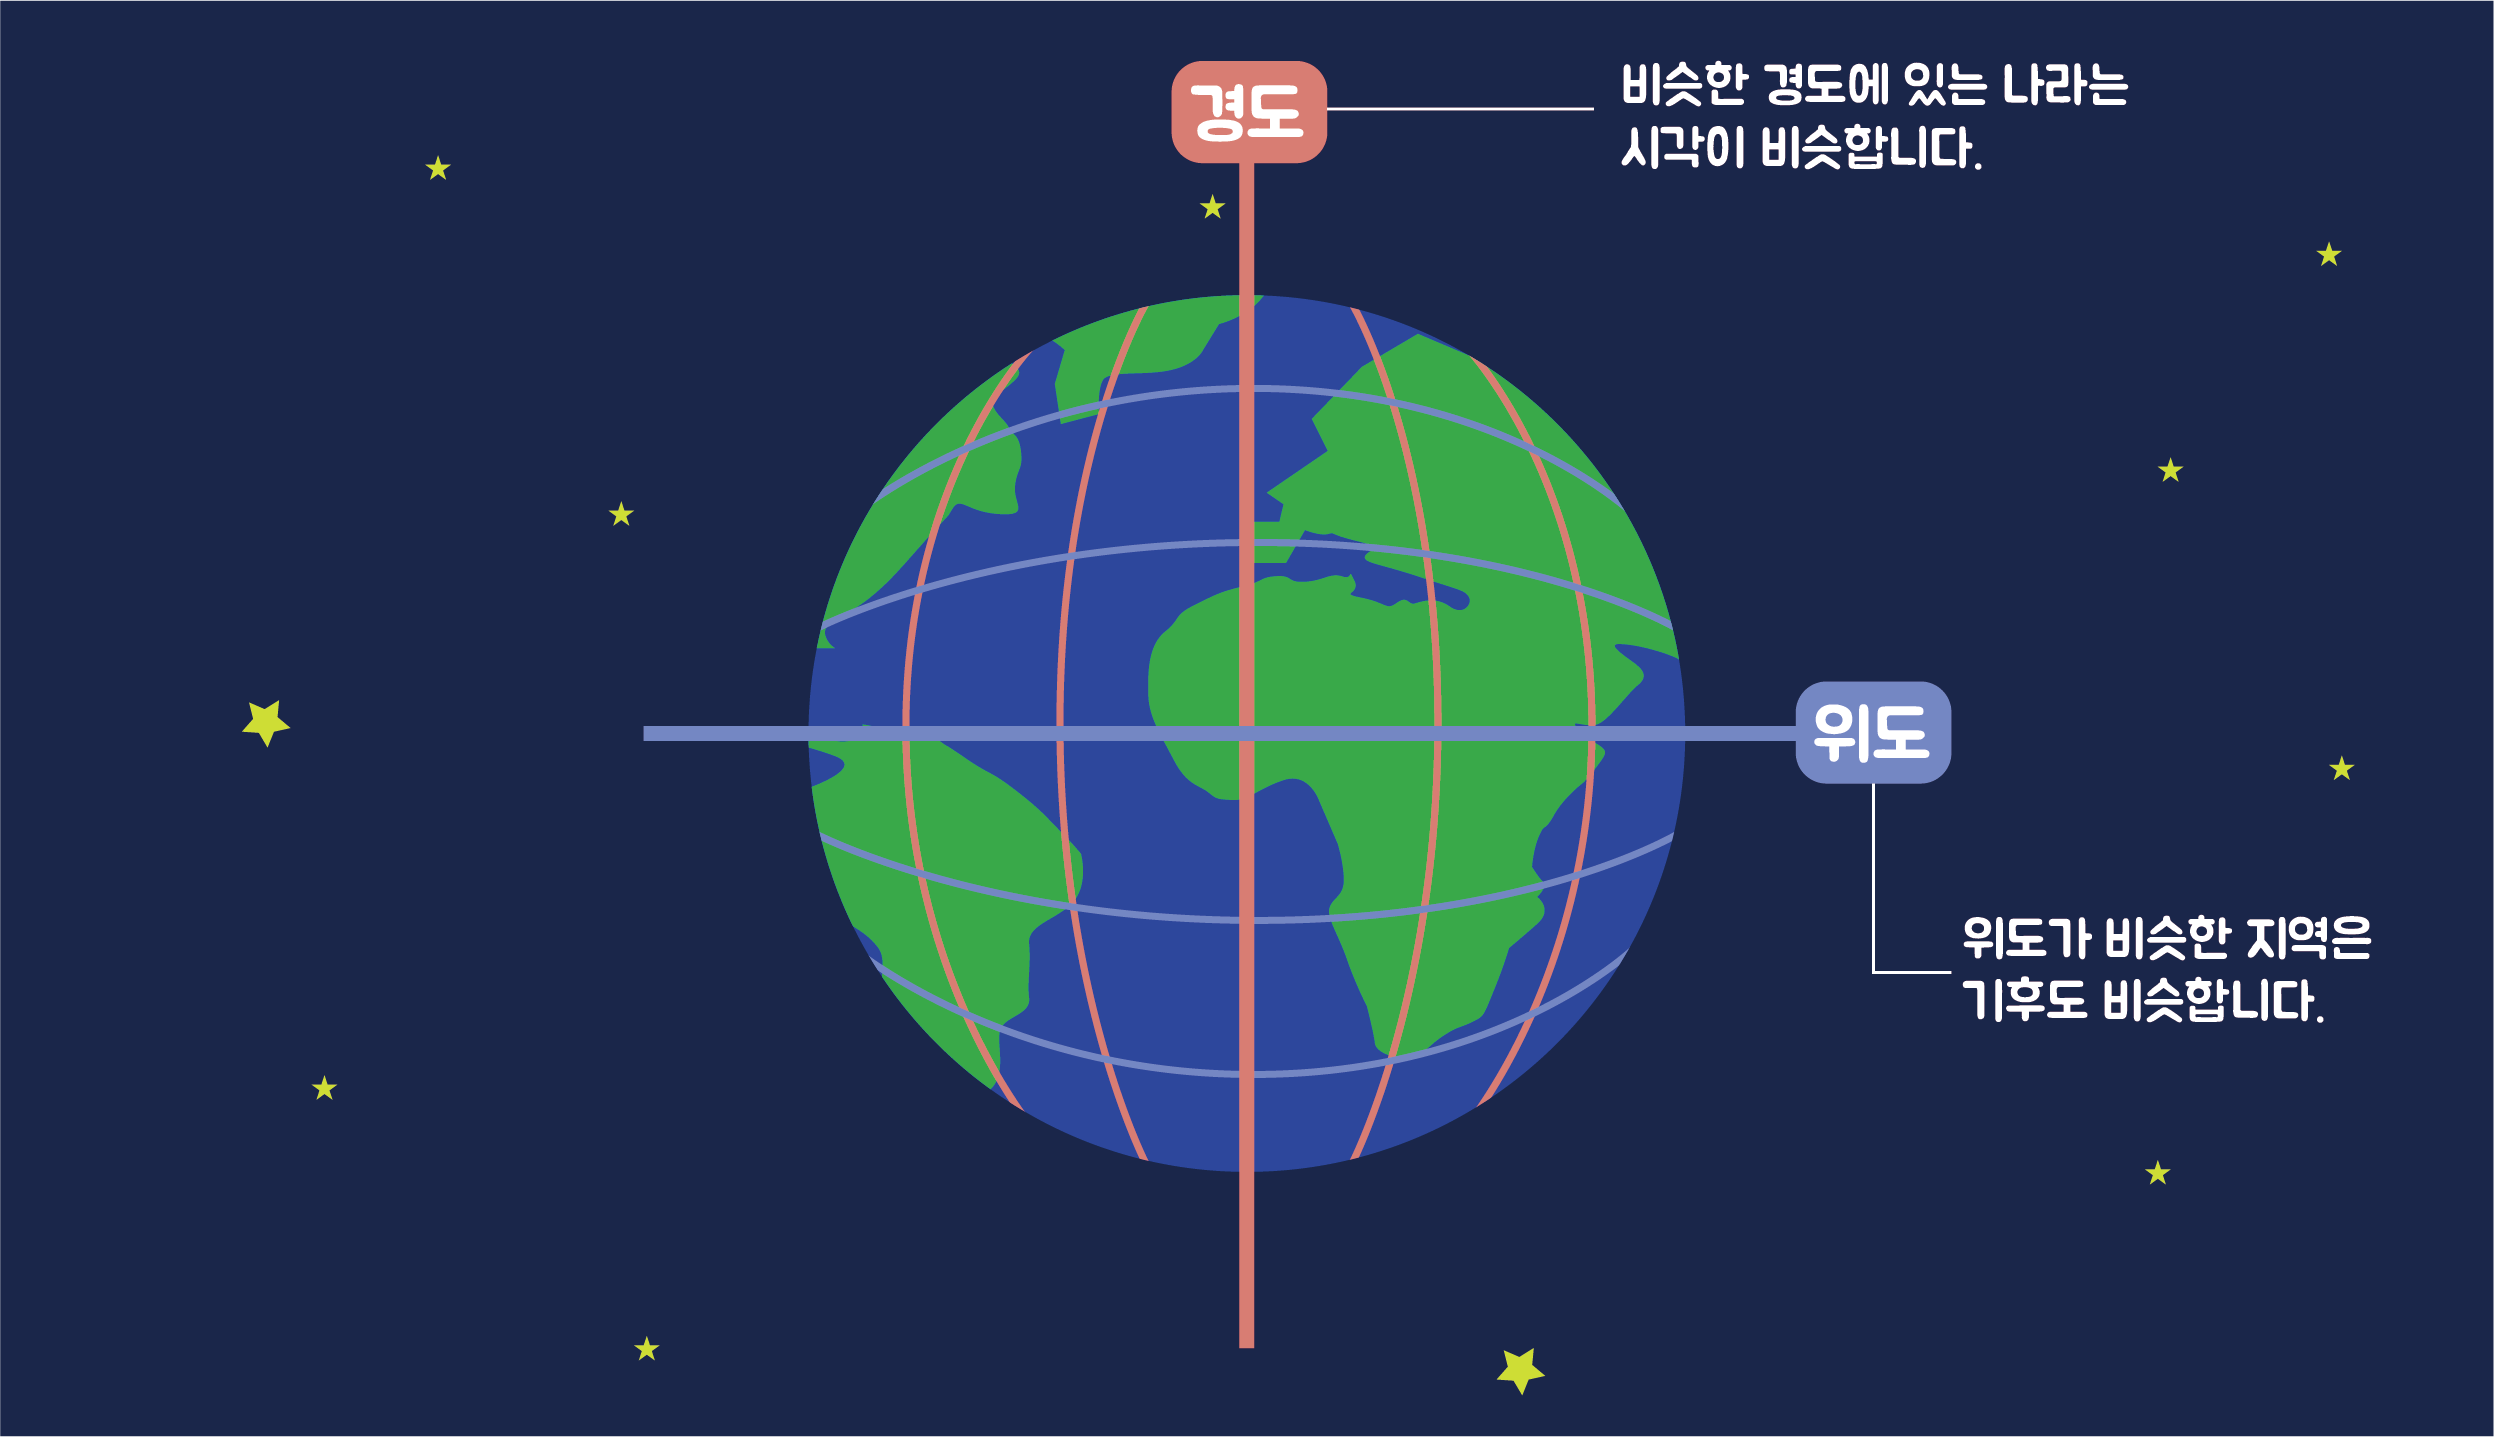 경도
비슷한 경도에 있는 나라는
시간이 비슷합니다.
위도
위도가 비슷한 지역은
기후도 비슷합니다.